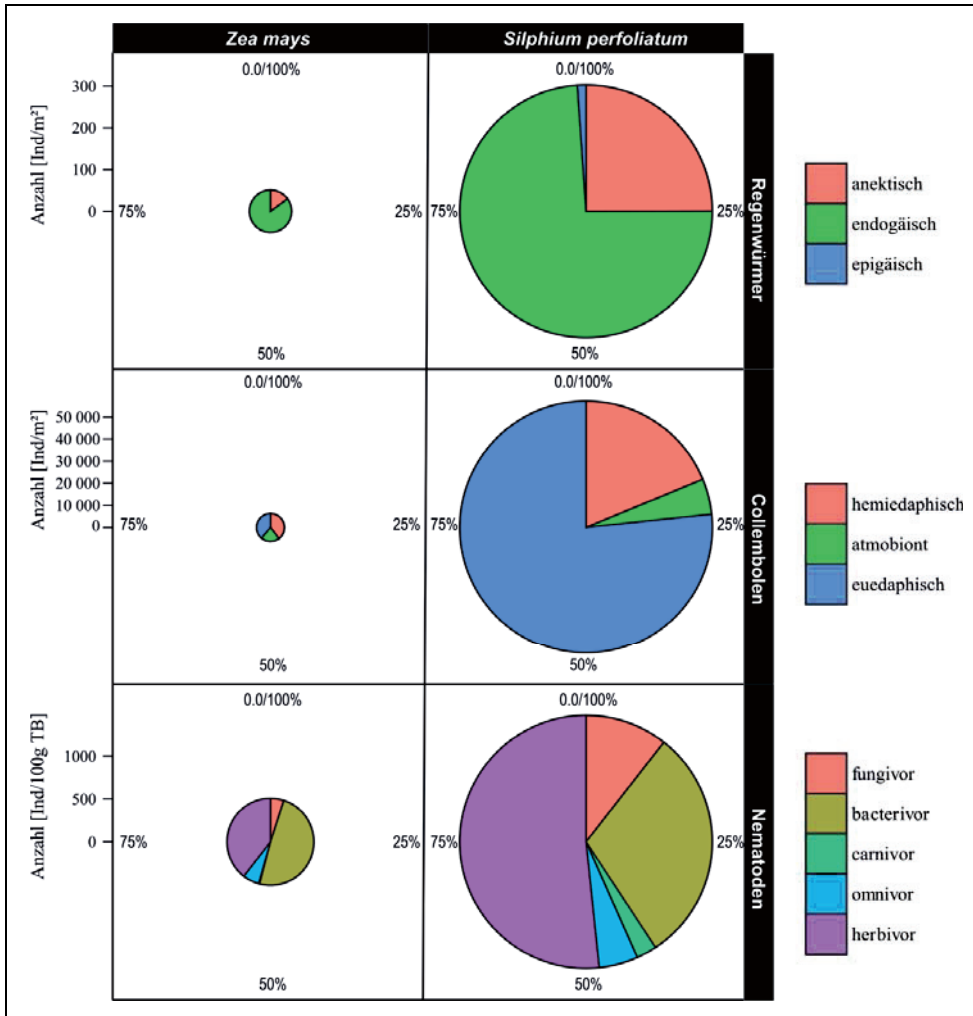 Zea mays
Silphium perfoliatum
Anzahl [Ind/m²]
300
200
100
0
0.0/100%
75%
25%
50%
0.0/100%
75%
25%
50%
Regenwürmer
anektisch
endogäisch
epigäisch
Anzahl [Ind/m²]
50 000
40 000
30 000
20 000
10 000
0
0.0/100%
75%
25%
50%
0.0/100%
75%
25%
50%
Collembolen
hemiedaphisch
atmobiont
euedaphisch
Anzahl [Ind/100g TB]
1000
500
0
0.0/100%
75%
25%
50%
0.0/100%
75%
25%
50%
Nematoden
fungivor
bacterivor
carnivor
omnivor
herbivor